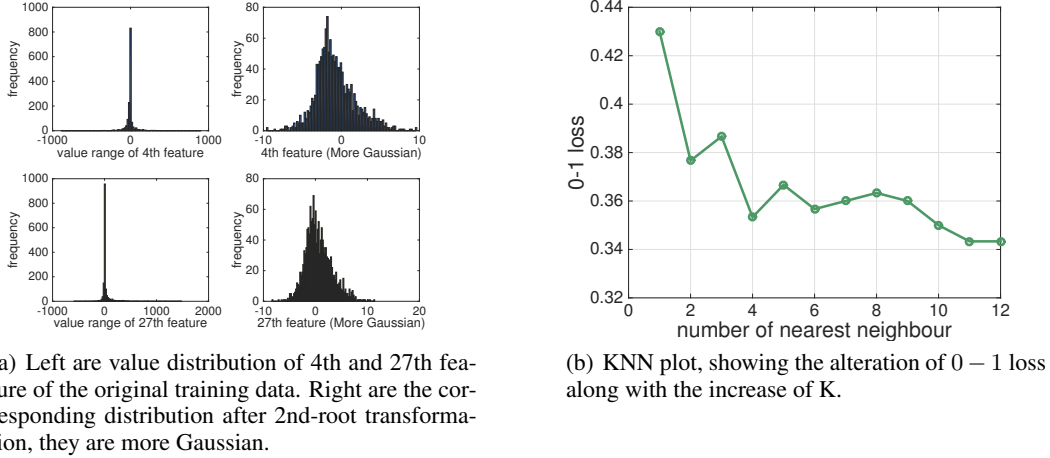 1000
800
600
400
200
0
frequency
-1000 0 1000
value range of 4th feature
80
60
40
20
0
frequency
-10 0 10
4th feature (More Gaussian)
1000
800
600
400
200
0
frequency
-1000 0 1000 2000
value range of 27th feature
80
60
40
20
0
frequency
-10 0 10 20
27th feature (More Gaussian)
a) Left are value distribution of 4th and 27th fea-
ure of the original training data. Right are the cor-
esponding distribution after 2nd-root transforma-
ion, they are more Gaussian.
0.44
0.42
0.4
0.38
0.36
0.34
0.32
0-1 loss
0 2 4 6 8 10 12
number of nearest neighbour
(b) KNN plot, showing the alteration of 0 − 1 loss
along with the increase of K.